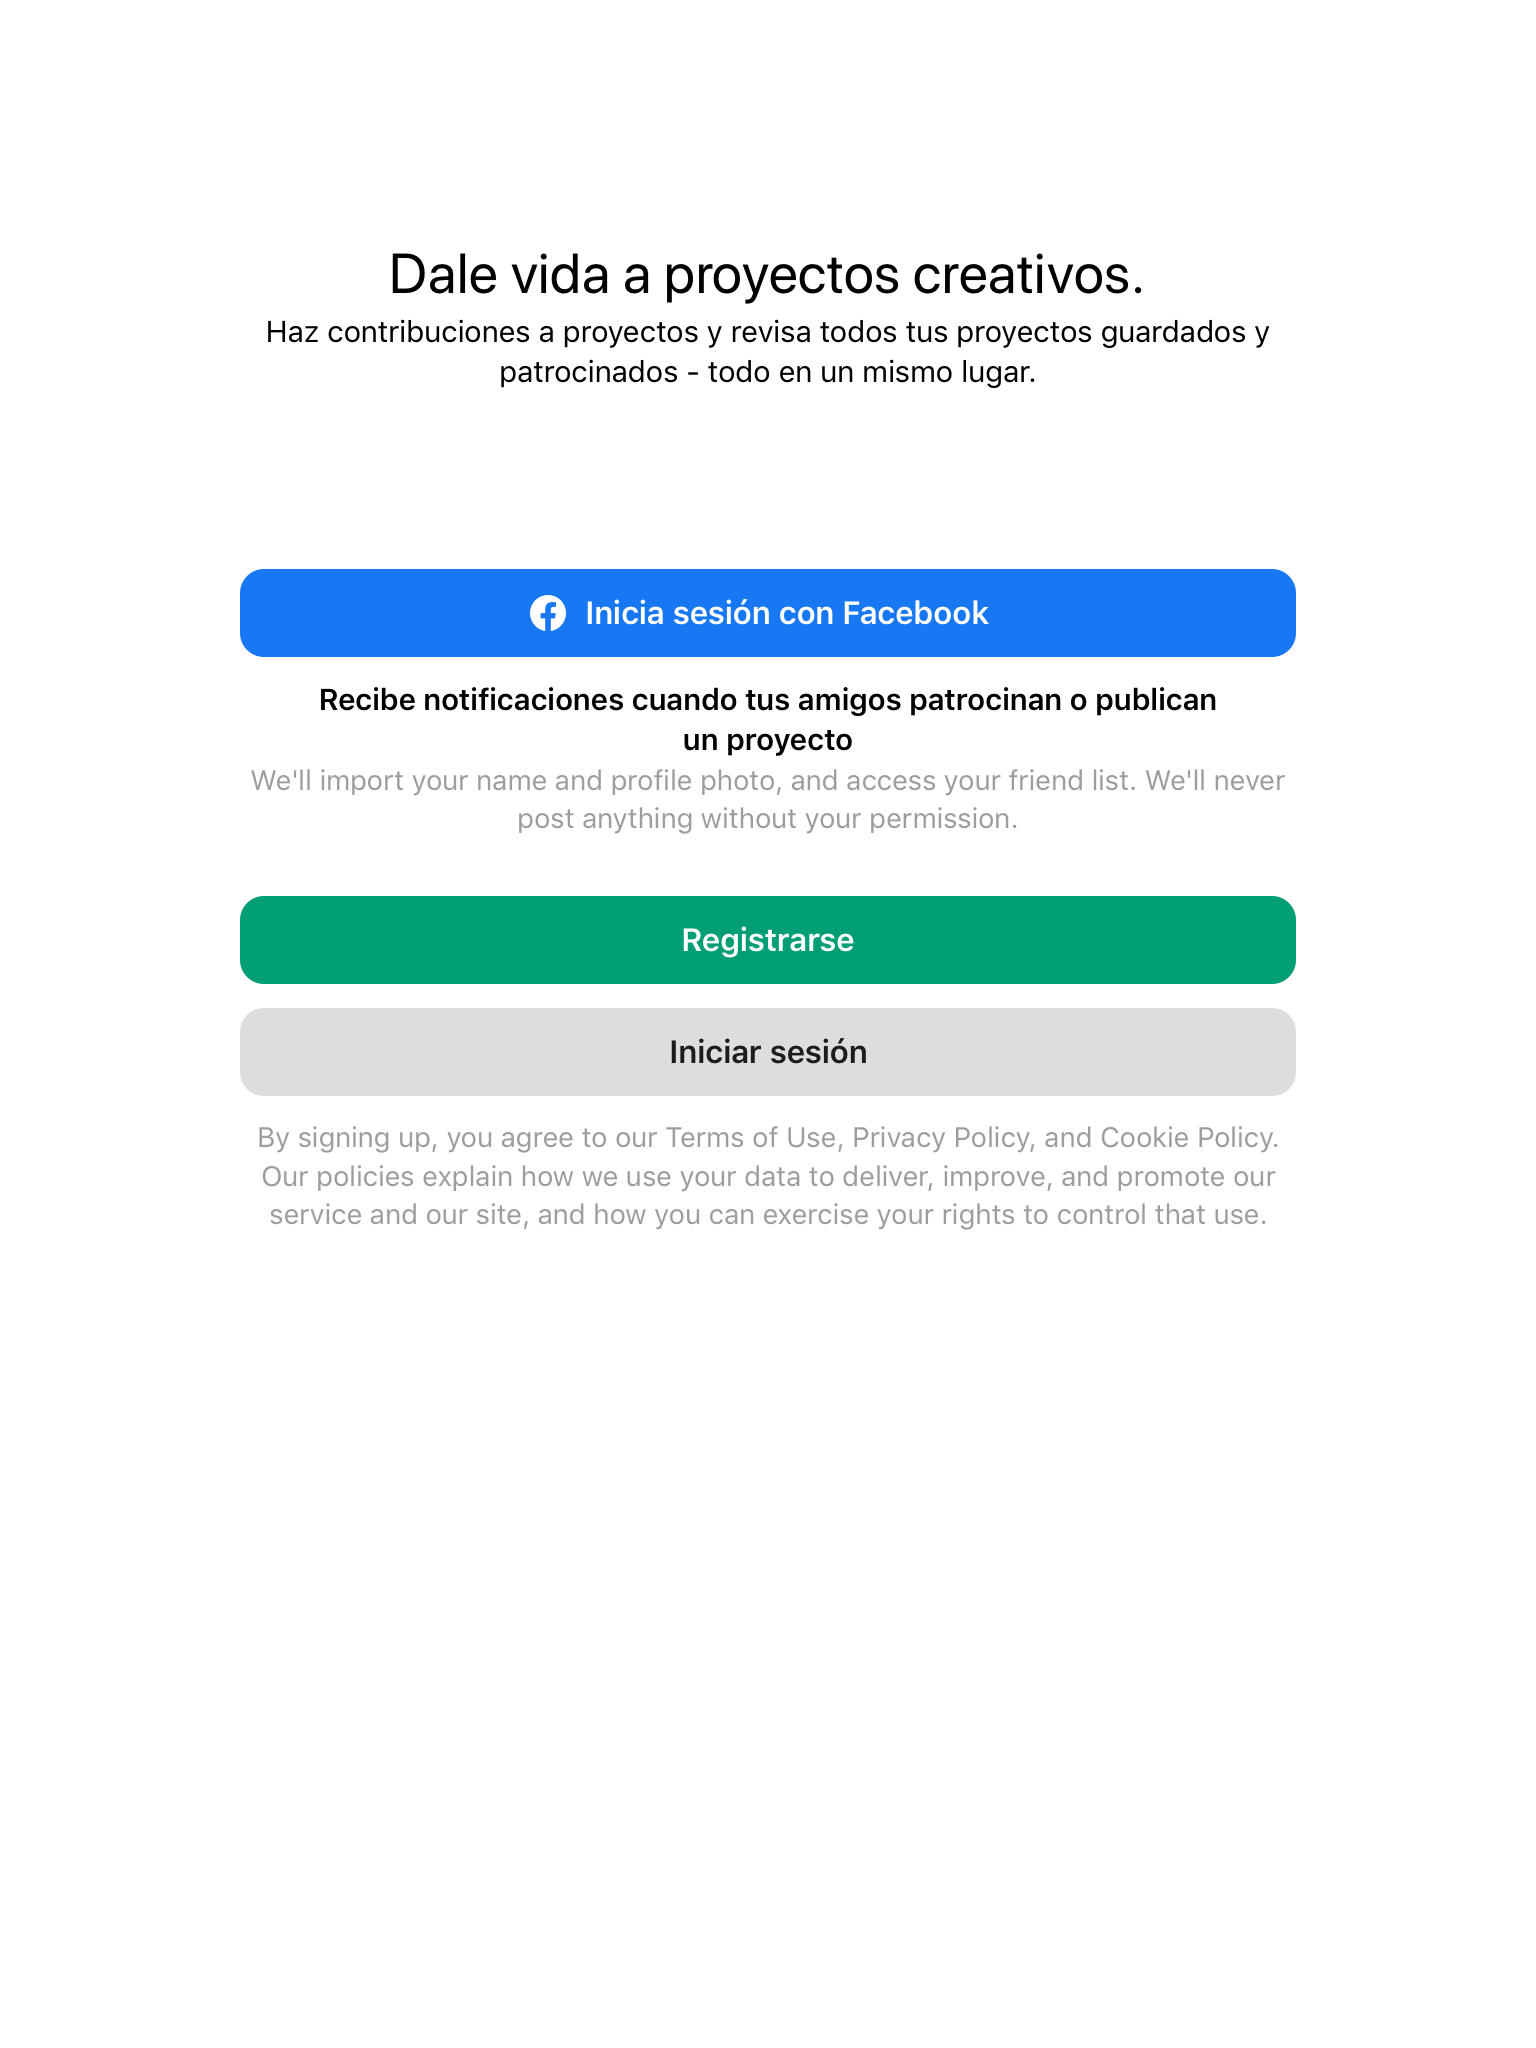 Dale vida a proyectos creativos.
Haz contribuciones a proyectos y revisa todos tus proyectos guardados y
patrocinados - todo en un mismo lugar.
Inicia sesión con Facebook
Recibe notificaciones cuando tus amigos patrocinan o publican
un proyecto
We'll import your name and profile photo, and access your friend list. We'll never
post anything without your permission.
Registrarse
Iniciar sesión
By signing up, you agree to our Terms of Use, Privacy Policy, and Cookie Policy.
Our policies explain how we use your data to deliver, improve, and promote our
service and our site, and how you can exercise your rights to control that use.